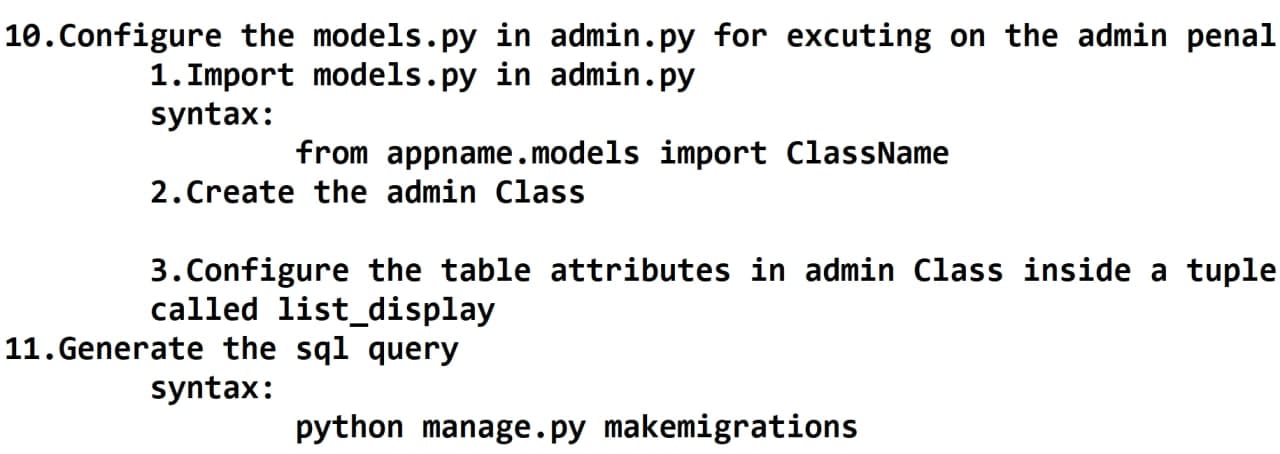 10.Configure the models.py in admin.py for excuting on the admin penal
1.Import models.py in admin.py
syntax:
from appname.models import ClassName
2.Create the admin Class
3.Configure the table attributes in admin Class inside a tuple
called list_display
11.Generate the sql query
syntax:
python manage.py makemigrations